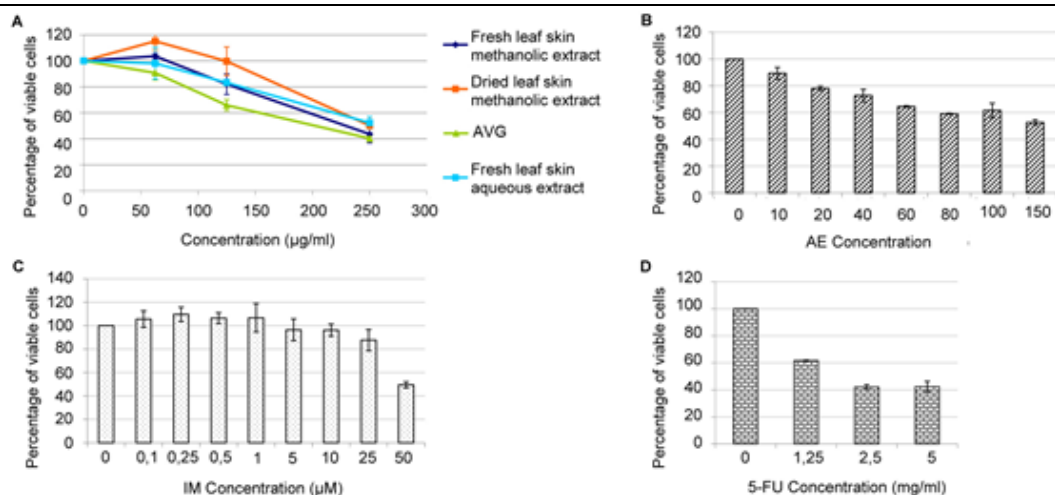 A
Percentage of viable cells
120
100
80
60
40
20
0
0 50 100 150 200 250 300
Concentration (µg/ml)
Fresh leaf skin
methanolic extract
Dried leaf skin
methanolic extract
AVG
Fresh leaf skin
aqueous extract
B
Percentage of viable cells
120
100
80
60
40
20
0
0 10 20 40 60 80 100 150
AE Concentration
C
Percentage of viable cells
140
120
100
80
60
40
20
0
0 0,1 0,25 0,5 1 5 10 25 50
IM Concentration (µM)
D
Percentage of viable cells
120
100
80
60
40
20
0
0 1,25 2,5 5
5-FU Concentration (mg/ml)